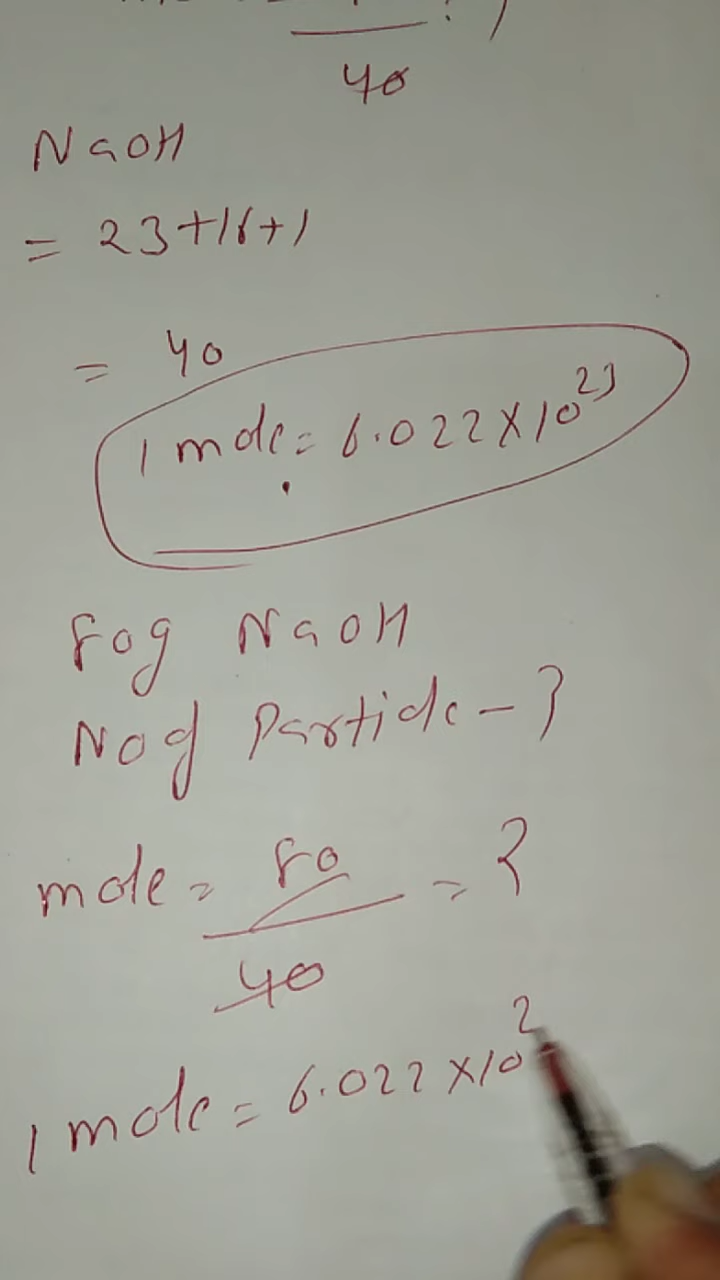 40
NaOH
= 23+16+1
= 40
1 mole = 6.022 X 10^23
80g NaOH
No of Particle - ?
mole = 80/40 = 2
1 mole = 6.022 X 10^2